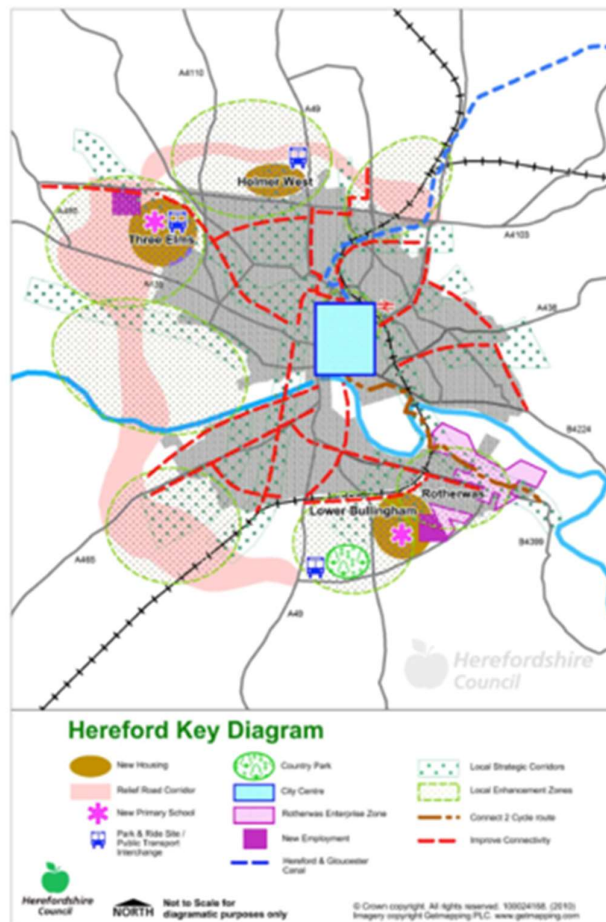 A4110
A49
Holmer West
A465
Three Elms
A4103
A438
A438
B4224
Rotherwas
Lower Bullingham
A465
A49
B4399
Herefordshire
Council
Hereford Key Diagram
New Housing
Relief Road Corridor
New Primary School
Park & Ride Site /
Public Transport
Interchange
Country Park
City Centre
Rotherwas Enterprise Zone
New Employment
Hereford & Gloucester
Canal
Local Strategic Corridors
Local Enhancement Zones
Connect 2 Cycle route
Improve Connectivity
Herefordshire
Council
NORTH
Not to Scale for
diagramatic purposes only
© Crown copyright. All rights reserved. 100024168. (2010)
Imagery copyright Getmapping PLC. www.getmapping.com